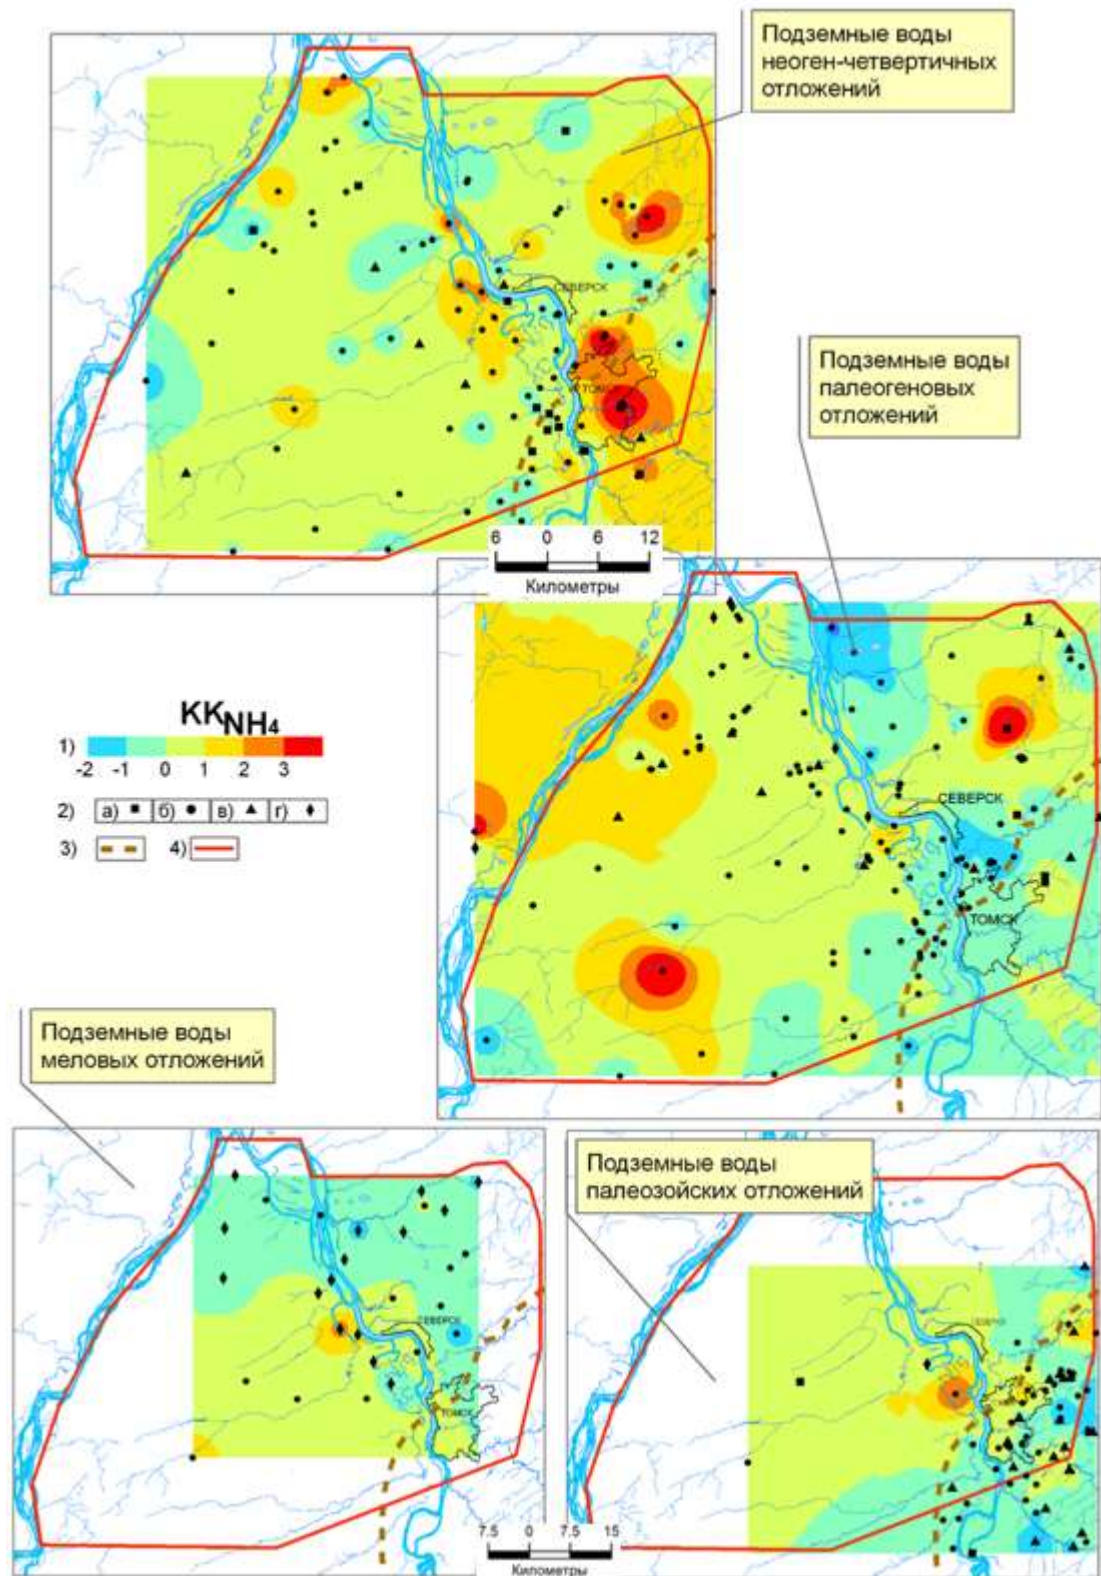 Подземные воды
неоген-четвертичных
отложений
СЕВЕРСК
ТОМСК
6 0 6 12
Километры
Подземные воды
палеогеновых
отложений
СЕВЕРСК
ТОМСК
KKNH4
1)
-2 -1 0 1 2 3
2) а) б) в) г)
3) 4)
Подземные воды
меловых отложений
СЕВЕРСК
ТОМСК
7.5 0 7.5 15
Километры
Подземные воды
палеозойских отложений